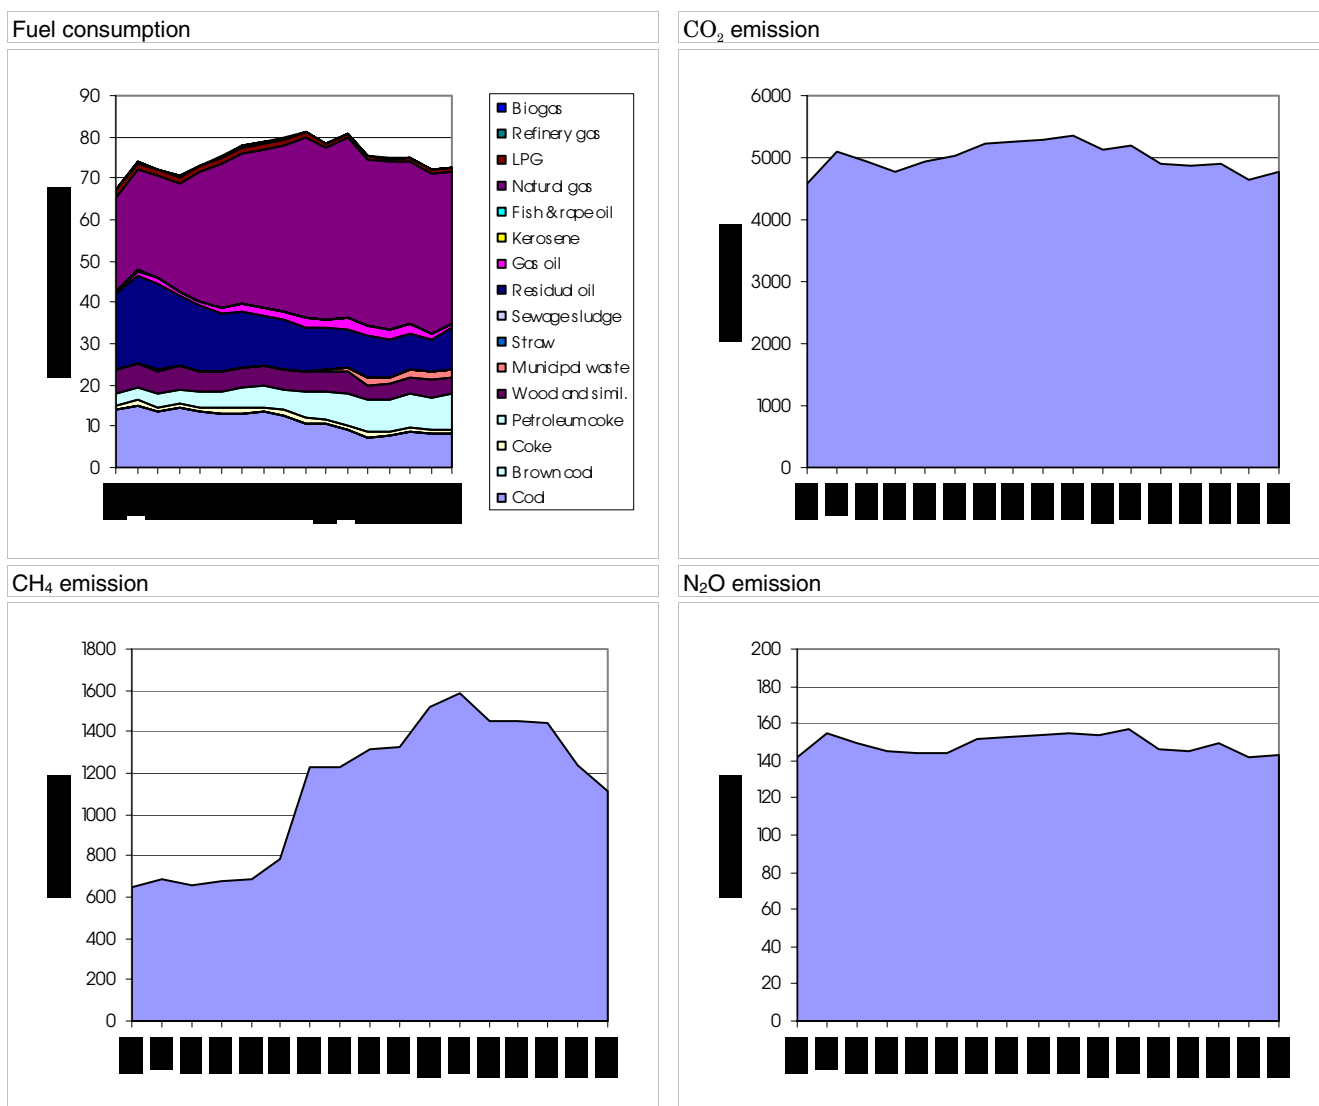 Fuel consumption
90
80
70
60
50
40
30
20
10
0
Biogas
Refinery gas
LPG
Natural gas
Fish & rape oil
Kerosene
Gas oil
Residual oil
Sewage sludge
Straw
Municipal waste
Wood and simil.
Petroleum coke
Coke
Brown coal
Coal
CO₂ emission
6000
5000
4000
3000
2000
1000
0
CH₄ emission
1800
1600
1400
1200
1000
800
600
400
200
0
N₂O emission
200
180
160
140
120
100
80
60
40
20
0